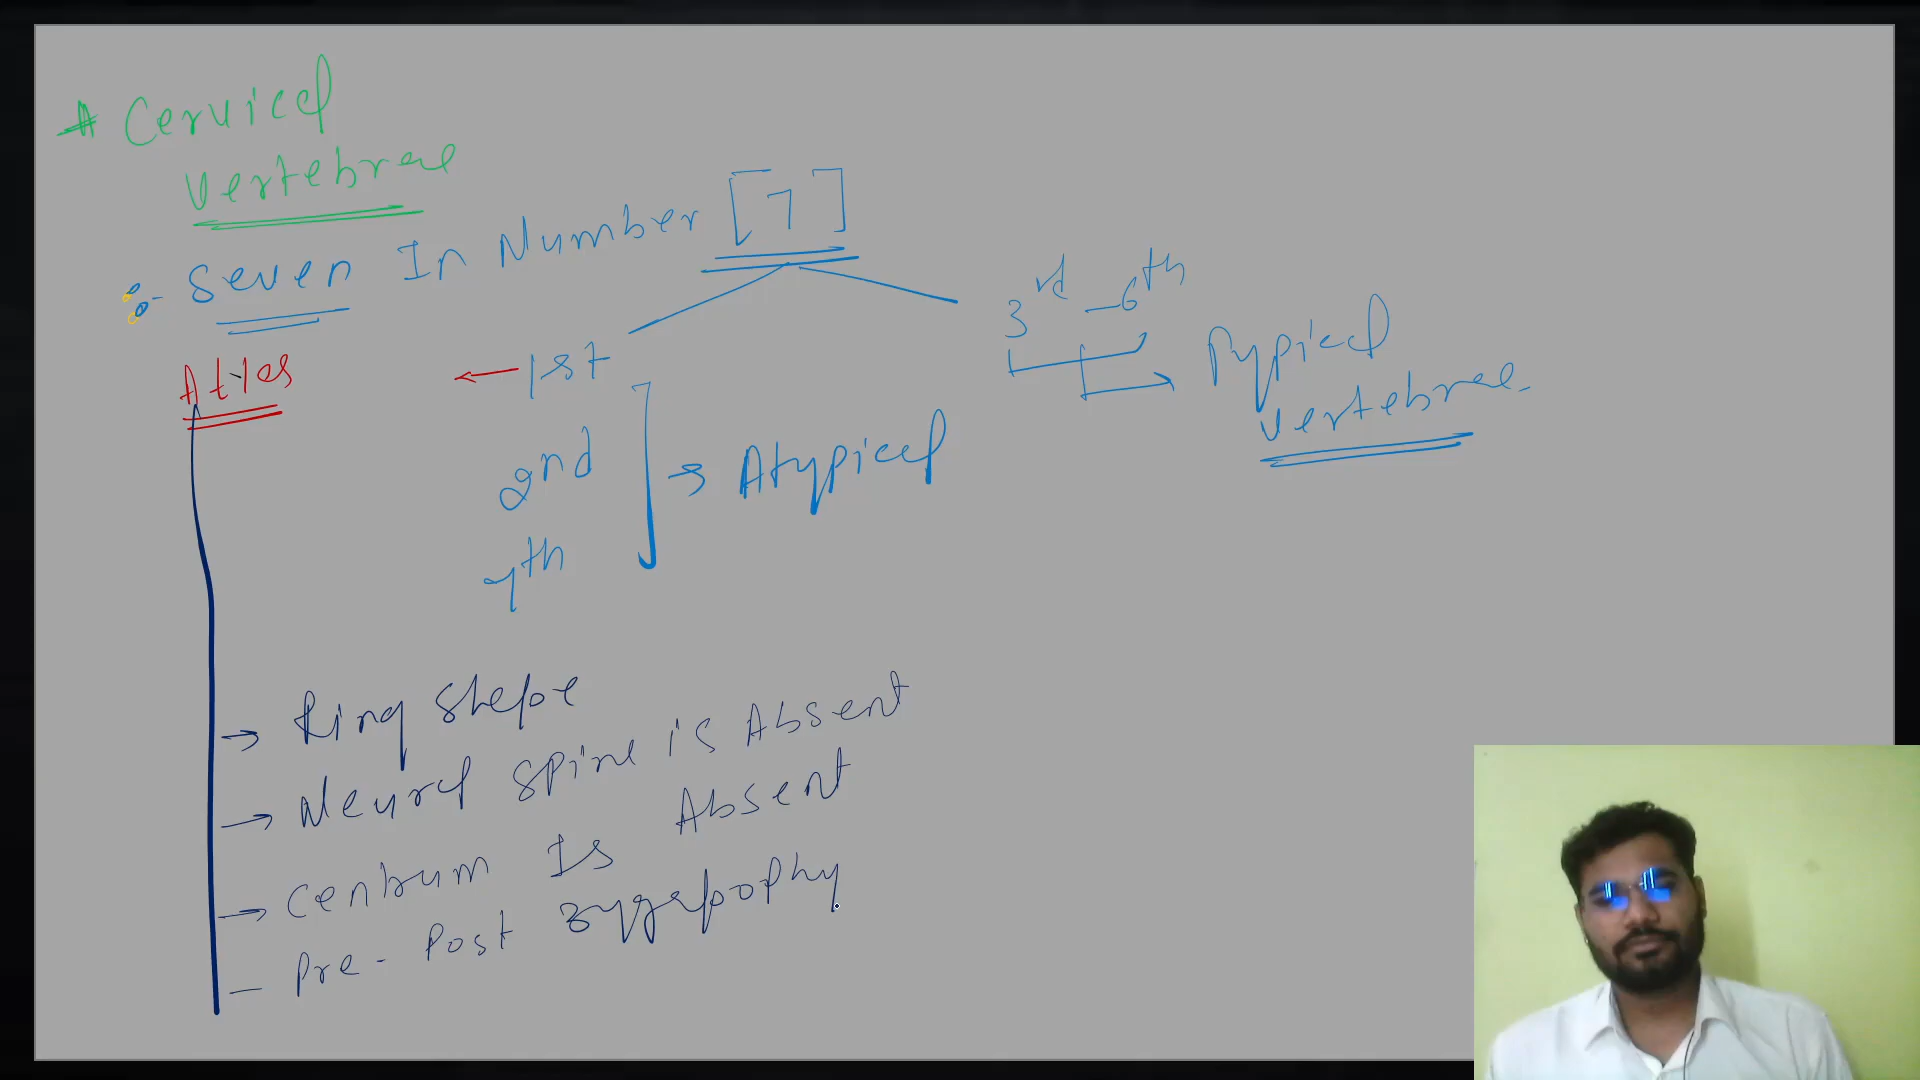 # Cervical
Vertebrae
Seven In Number [7]
3rd - 6th
Typical
vertebrae.
Atlas
1st
2nd
7th
→ Atypical
→ Ring Shape
→ Neural spine is Absent
→ Centrum Is Absent
- Pre - Post zygapophy